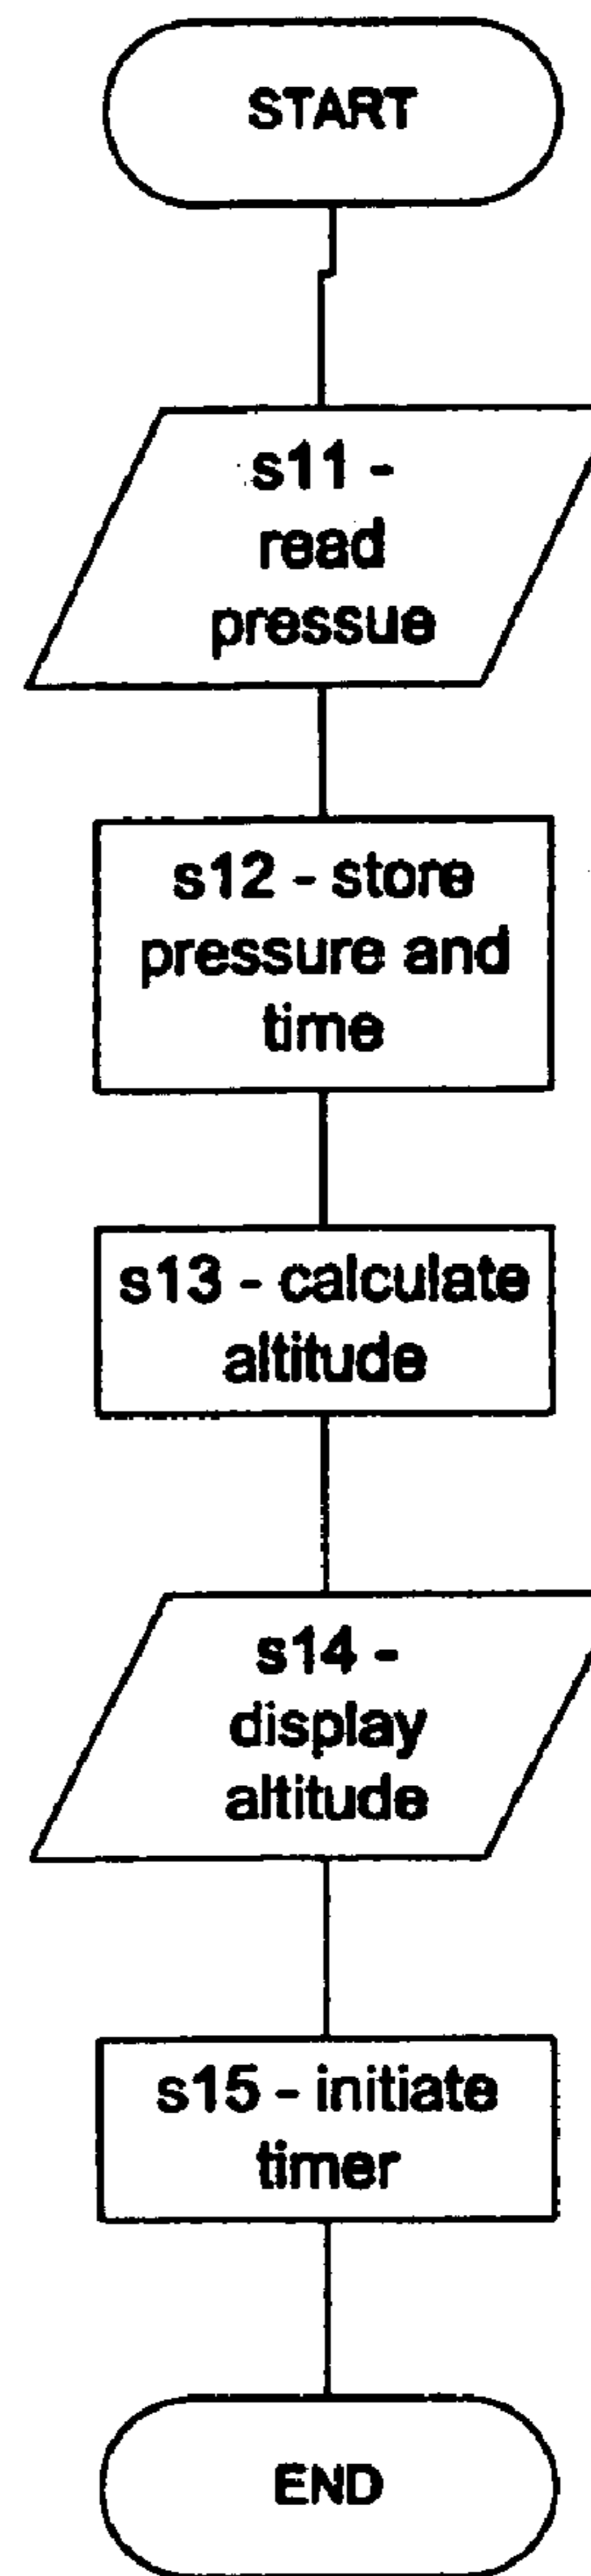 START
s11 -
read
pressue
s12 - store
pressure and
time
s13 - calculate
altitude
s14 -
display
altitude
s15 - initiate
timer
END